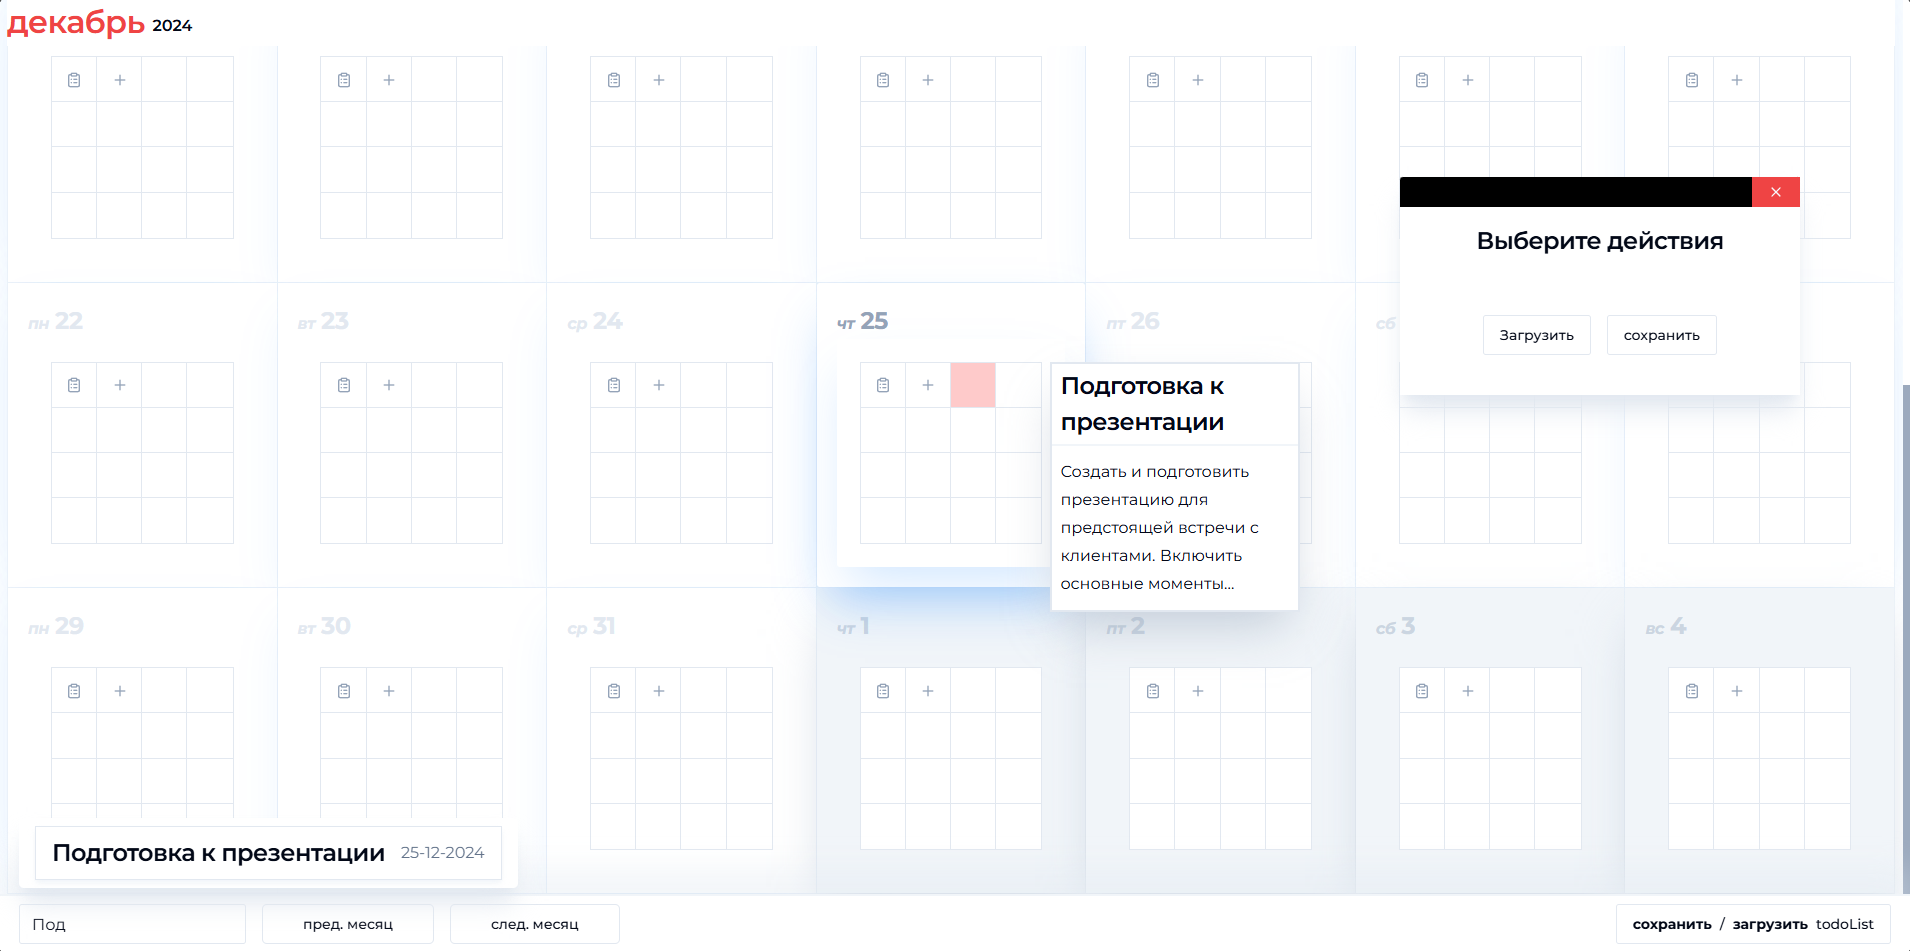 декабрь 2024
Выберите действия
Загрузить сохранить
пн 22 вт 23 ср 24 чт 25 пт 26 сб
Подготовка к
презентации
Создать и подготовить
презентацию для
предстоящей встречи с
клиентами. Включить
основные моменты...
пн 29 вт 30 ср 31 чт 1 пт 2 сб 3 вс 4
Подготовка к презентации 25-12-2024
Под пред. месяц след. месяц сохранить / загрузить todoList